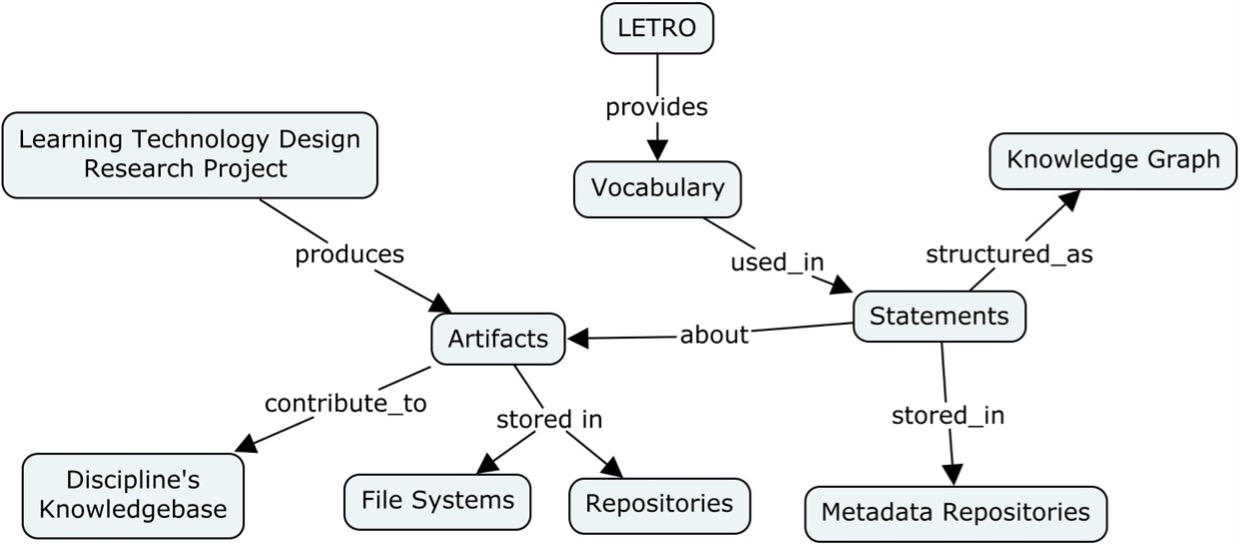 LETRO
provides
Learning Technology Design
Research Project
Knowledge Graph
Vocabulary
produces
used_in
structured_as
Statements
Artifacts
about
contribute_to
stored in
stored_in
Discipline's
Knowledgebase
File Systems
Repositories
Metadata Repositories